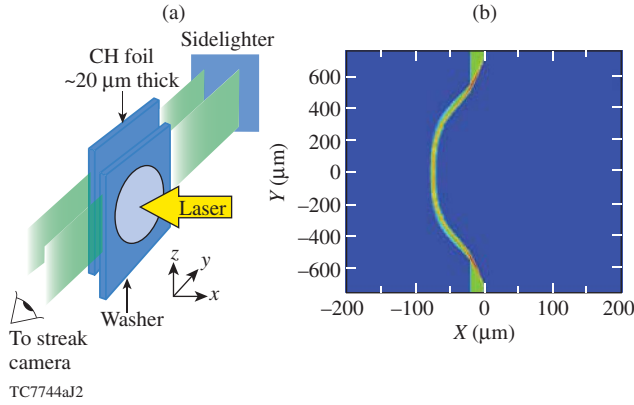 (a)
CH foil
~20 μm thick
Sidelighter
Laser
z
y
x
Washer
To streak
camera
TC7744aJ2
(b)
600
400
200
0
−200
−400
−600
Y (μm)
−200
−100
0
100
200
X (μm)